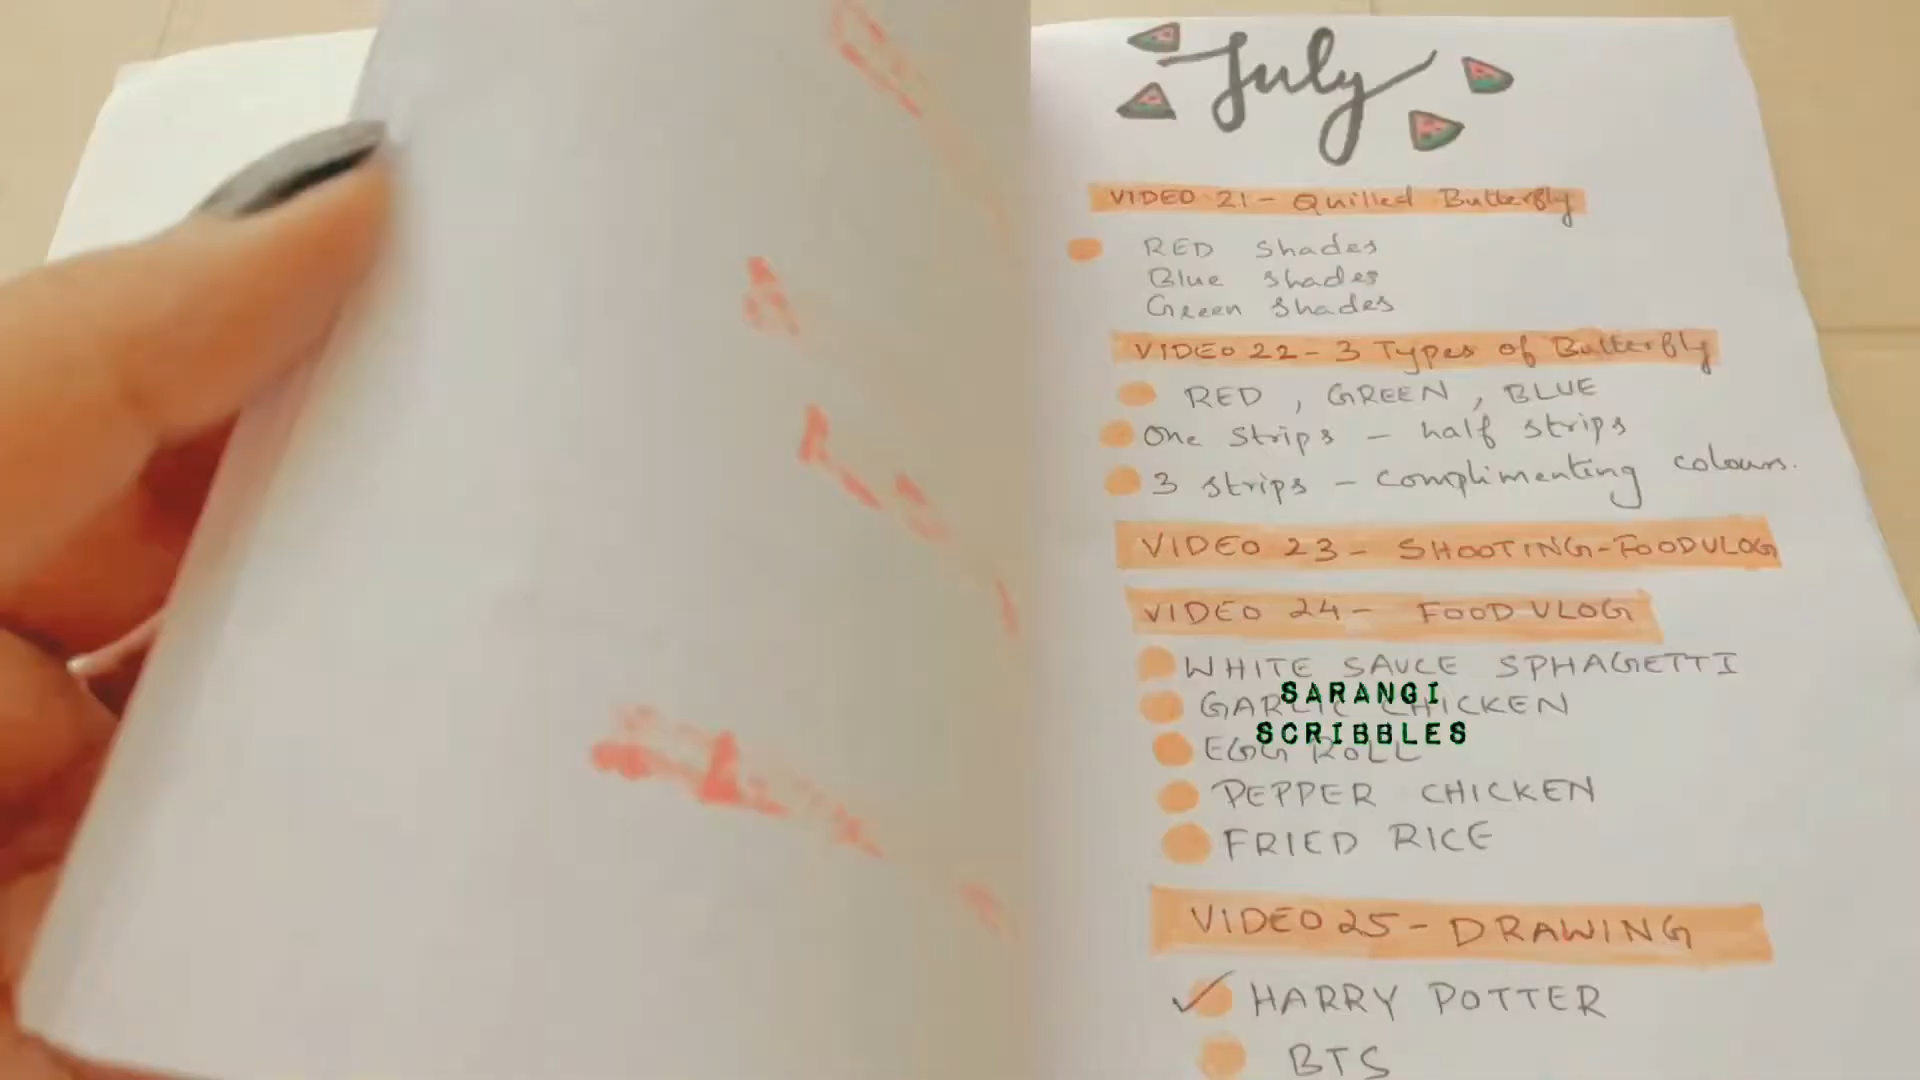 July
VIDEO 21 - Quilled Butterfly
RED Shades
Blue shades
Green shades
VIDEO 22 - 3 Types of Butterfly
RED , GREEN , BLUE
One Strips - half strips
3 strips - complimenting colours.
VIDEO 23 - SHOOTING-FOODVLOG
VIDEO 24 - FOOD VLOG
WHITE SAUCE SPHAGETTI
GARLIC CHICKEN
SARANGI
SCRIBBLES
EGG ROLL
PEPPER CHICKEN
FRIED RICE
VIDEO 25 - DRAWING
✓ HARRY POTTER
BTS